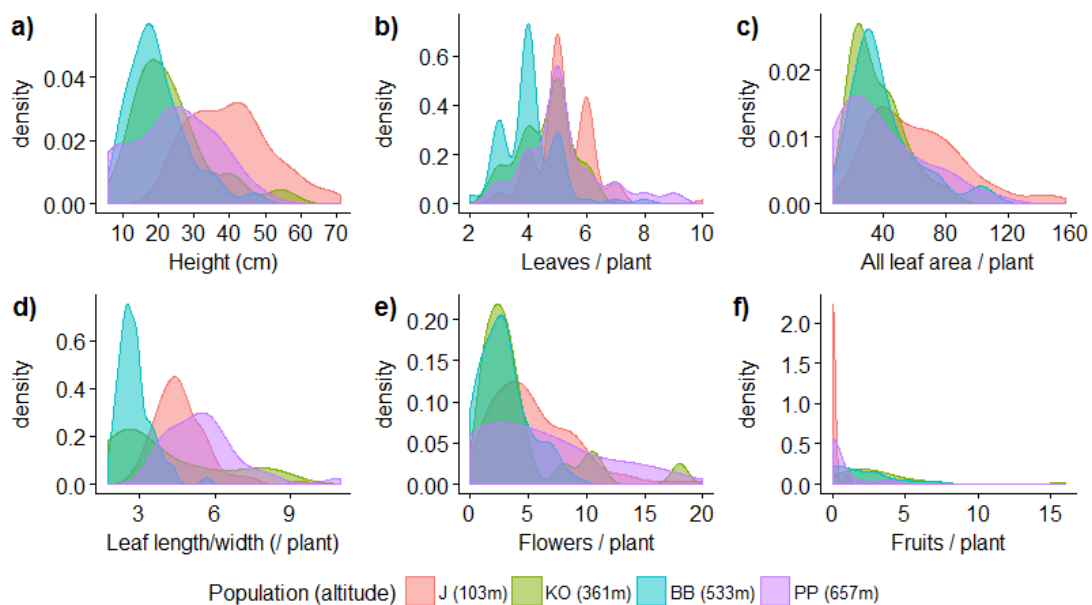 a)
density
0.04
0.02
0.00
10 20 30 40 50 60 70
Height (cm)
b)
density
0.6
0.4
0.2
0.0
2 4 6 8 10
Leaves / plant
c)
density
0.02
0.01
0.00
40 80 120 160
All leaf area / plant
d)
density
0.6
0.4
0.2
0.0
3 6 9
Leaf length/width (/ plant)
e)
density
0.20
0.15
0.10
0.05
0.00
0 5 10 15 20
Flowers / plant
f)
density
2.0
1.5
1.0
0.5
0.0
0 5 10 15
Fruits / plant
Population (altitude) J (103m) KO (361m) BB (533m) PP (657m)